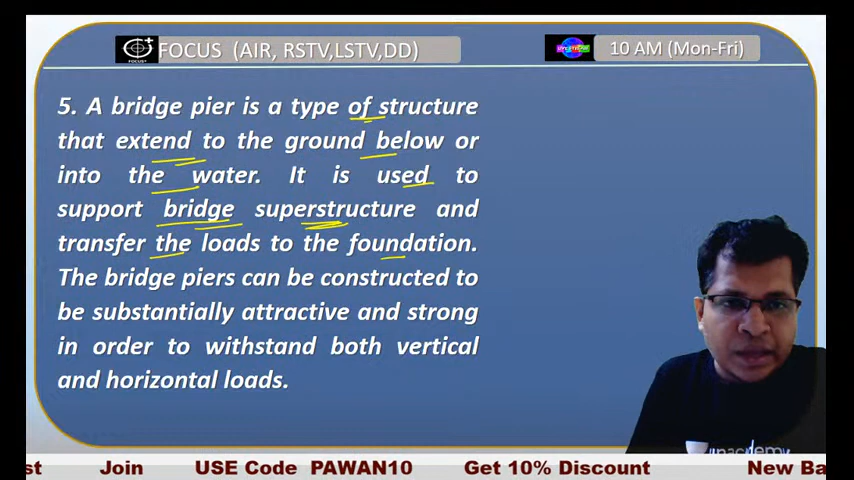 FOCUS (AIR, RSTV,LSTV,DD)
10 AM (Mon-Fri)
5. A bridge pier is a type of structure
that extend to the ground below or
into the water. It is used to
support bridge superstructure and
transfer the loads to the foundation.
The bridge piers can be constructed to
be substantially attractive and strong
in order to withstand both vertical
and horizontal loads.
unacademy
st Join USE Code PAWAN10 Get 10% Discount New Ba